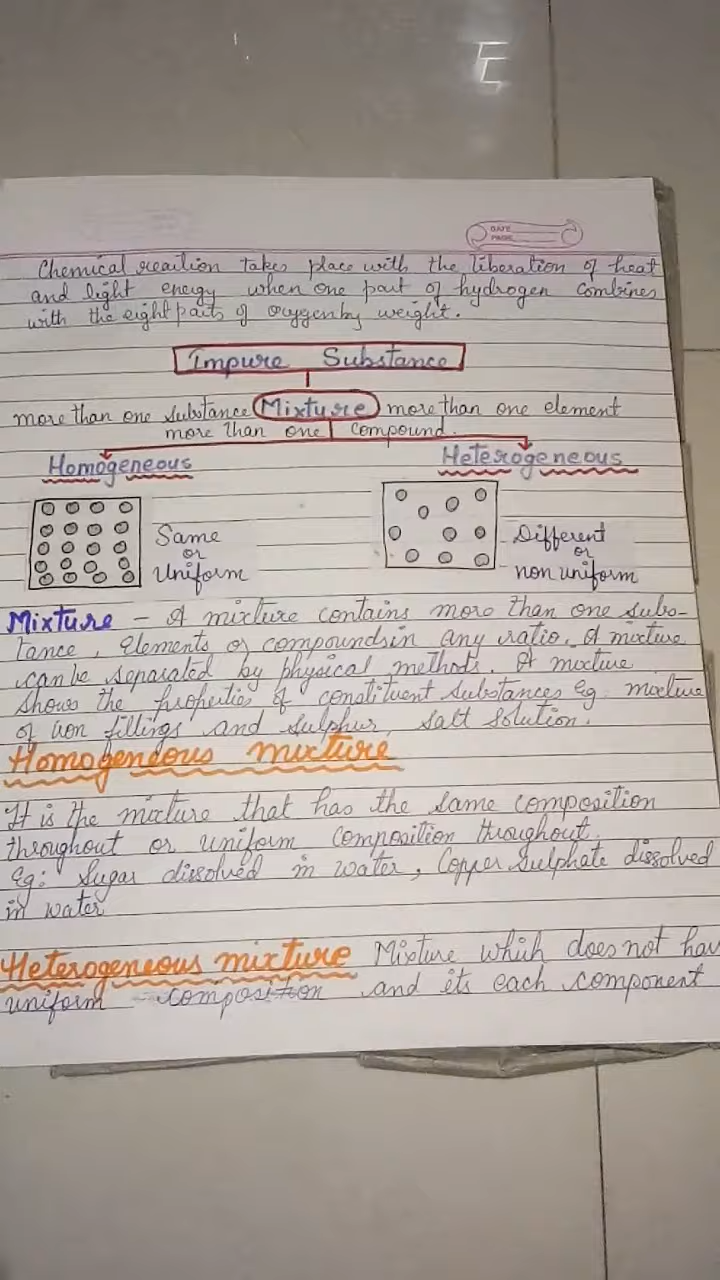 DATE
PAGE
Chemical reaction takes place with the liberation of heat
and light energy when one part of hydrogen combines
with the eight parts of oxygen by weight.
Impure Substance
more than one substance Mixture more than one element
more than one compound.
Homogeneous
Heterogeneous
Same
or
Uniform
Different
or
non uniform
Mixture - A mixture contains more than one subs-
tance, Elements or compounds in any ratio. A mixture
can be separated by physical methods. A mixture
shows the properties of constituent substances Eg. mixture
of iron fillings and sulphur, salt solution.
Homogeneous mixture
It is the mixture that has the same composition
throughout or uniform composition throughout.
Eg: Sugar dissolved in water, Copper Sulphate dissolved
in water
Heterogeneous mixture Mixture which does not hav
uniform composition and its each component